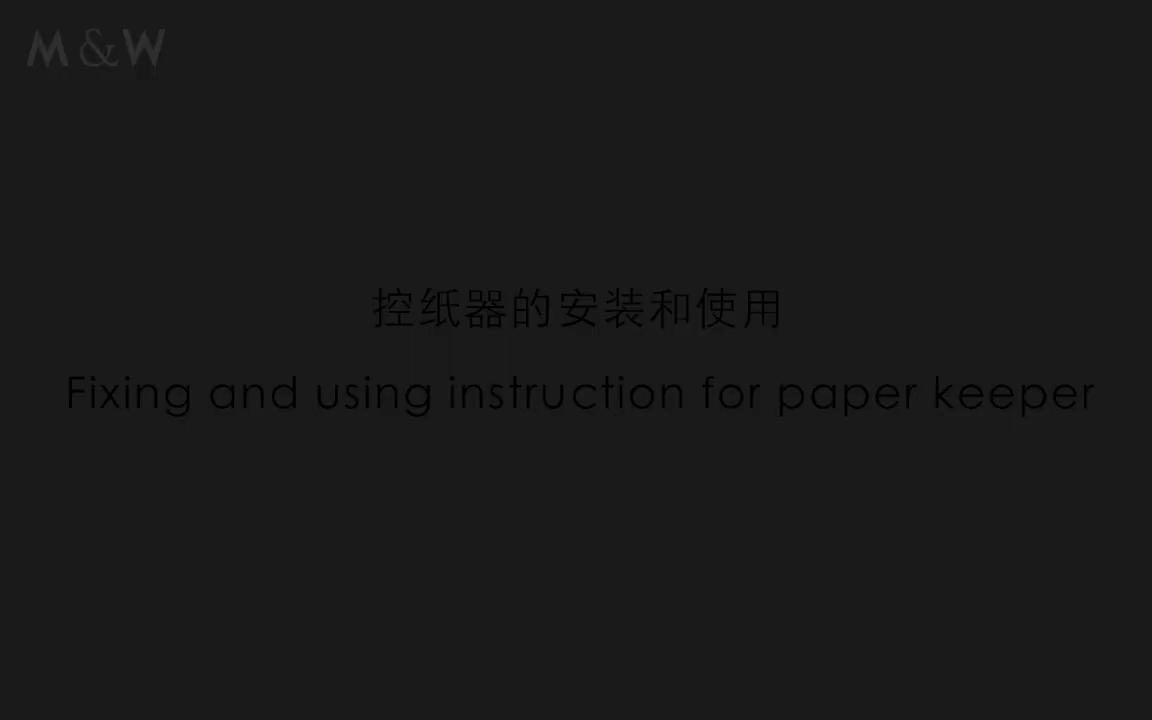 M & W
控纸器的安装和使用
Fixing and using instruction for paper keeper